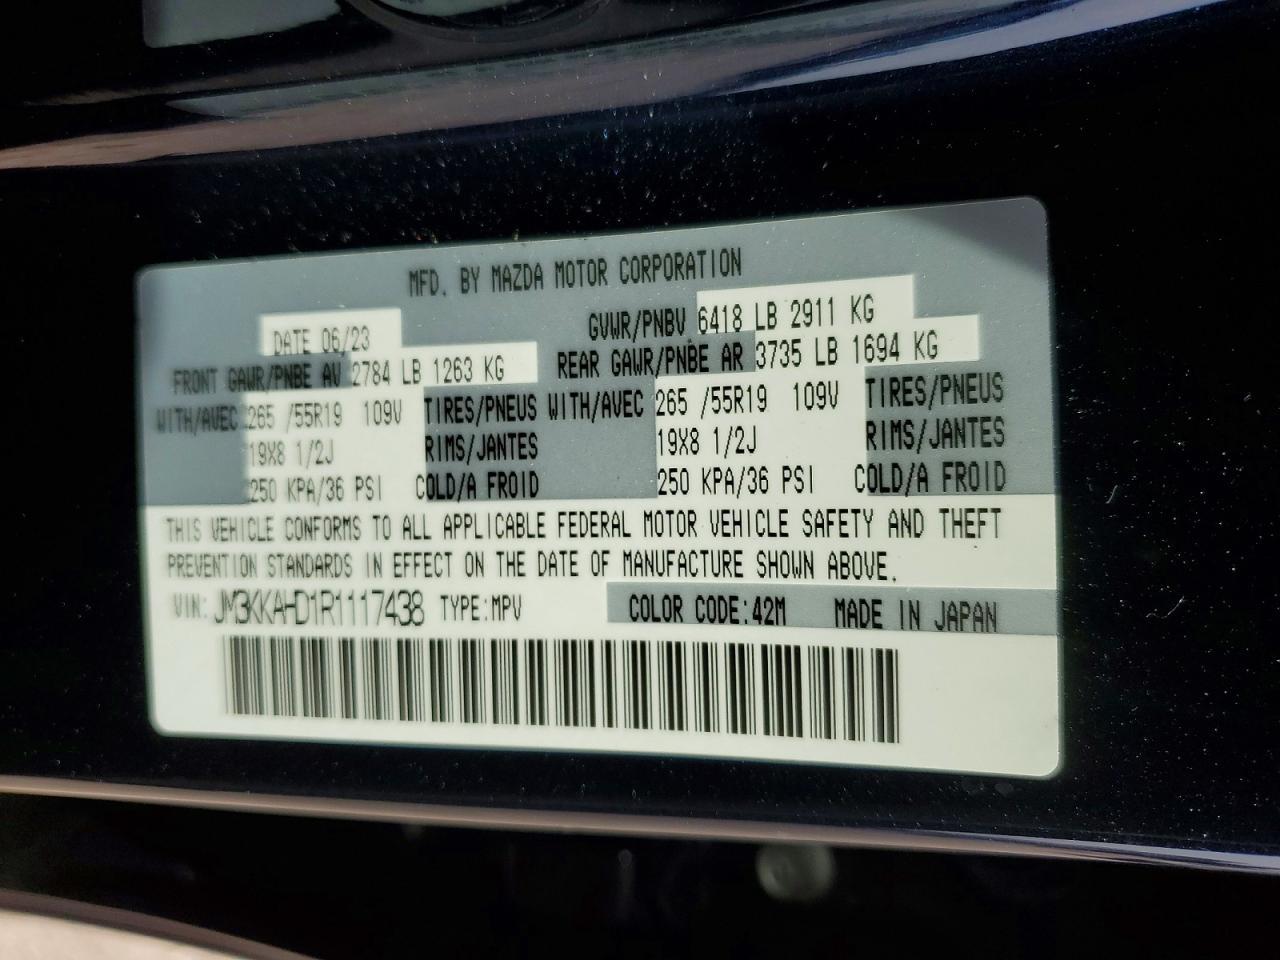 MFD. BY MAZDA MOTOR CORPORATION
DATE 06/23 GVWR/PNBV 6418 LB 2911 KG
FRONT GAWR/PNBE AV 2784 LB 1263 KG REAR GAWR/PNBE AR 3735 LB 1694 KG
WITH/AVEC 265 /55R19 109V TIRES/PNEUS WITH/AVEC 265 /55R19 109V TIRES/PNEUS
19X8 1/2J RIMS/JANTES 19X8 1/2J RIMS/JANTES
250 KPA/36 PSI COLD/A FROID 250 KPA/36 PSI COLD/A FROID
THIS VEHICLE CONFORMS TO ALL APPLICABLE FEDERAL MOTOR VEHICLE SAFETY AND THEFT
PREVENTION STANDARDS IN EFFECT ON THE DATE OF MANUFACTURE SHOWN ABOVE.
VIN: JM3KKAHD1R1117438 TYPE:MPV COLOR CODE:42M MADE IN JAPAN